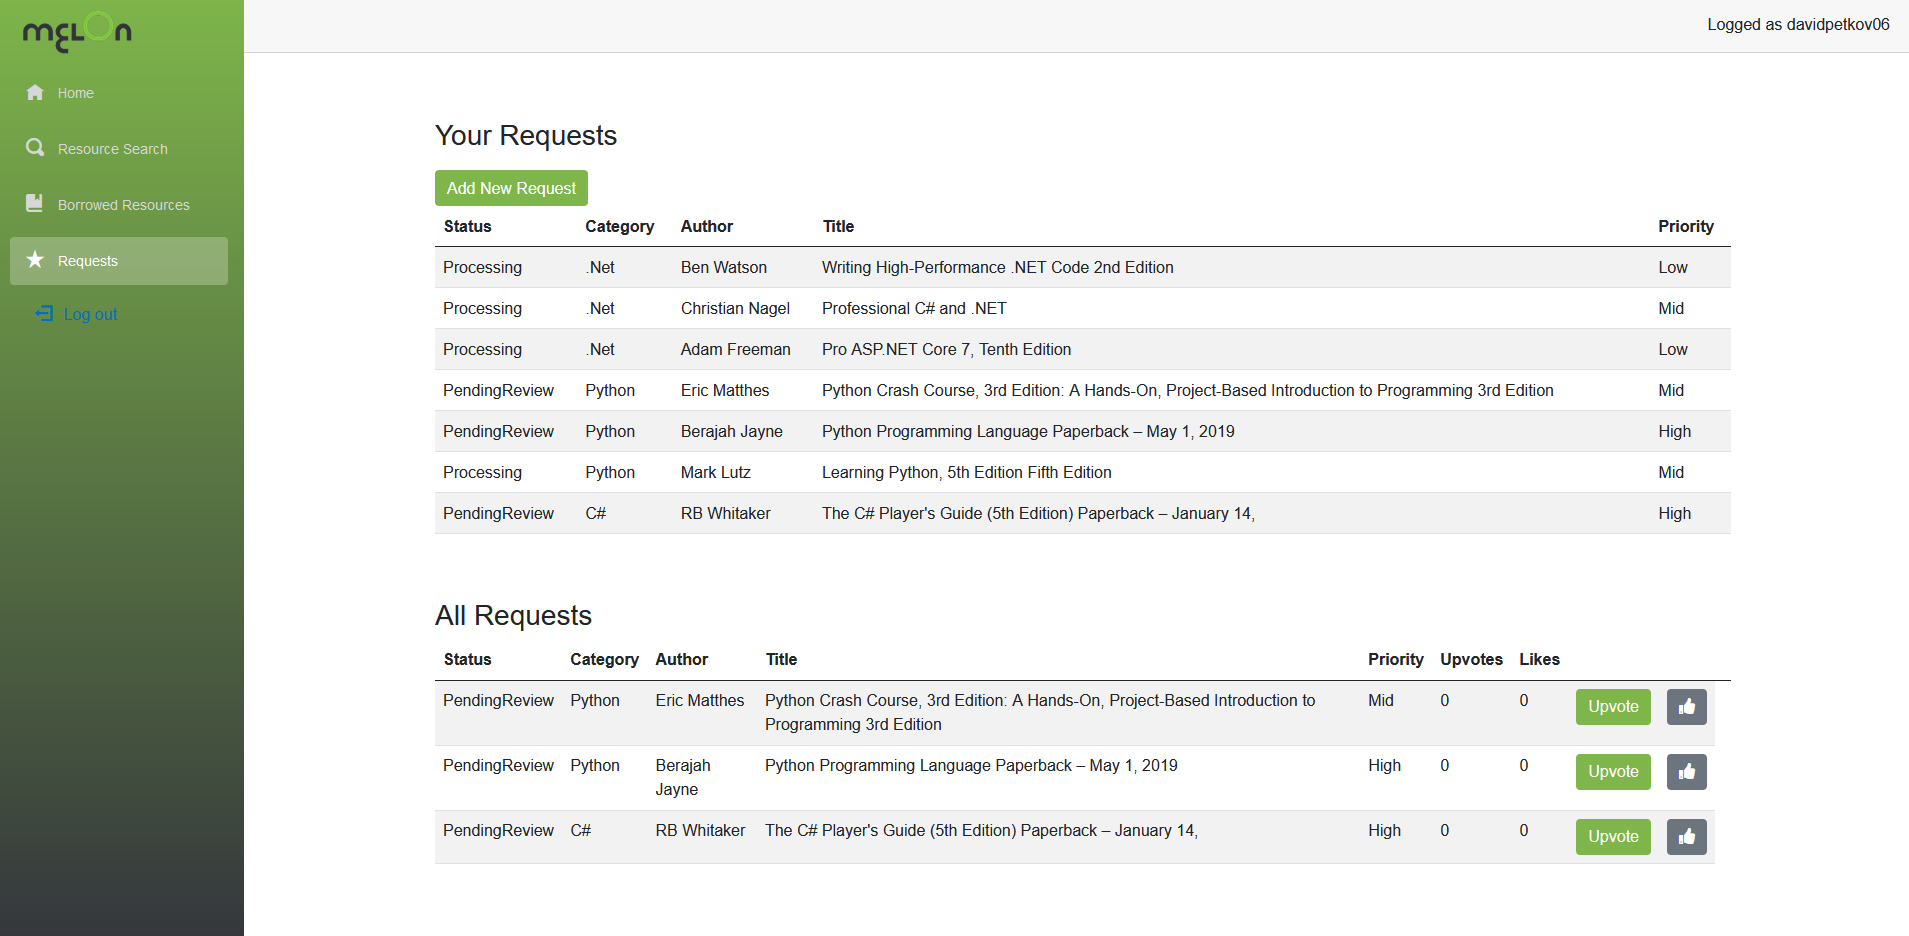 mɛLOn
Logged as davidpetkov06
Home
Resource Search
Borrowed Resources
Requests
Log out
Your Requests
Add New Request
Status Category Author Title Priority
Processing .Net Ben Watson Writing High-Performance .NET Code 2nd Edition Low
Processing .Net Christian Nagel Professional C# and .NET Mid
Processing .Net Adam Freeman Pro ASP.NET Core 7, Tenth Edition Low
PendingReview Python Eric Matthes Python Crash Course, 3rd Edition: A Hands-On, Project-Based Introduction to Programming 3rd Edition Mid
PendingReview Python Berajah Jayne Python Programming Language Paperback – May 1, 2019 High
Processing Python Mark Lutz Learning Python, 5th Edition Fifth Edition Mid
PendingReview C# RB Whitaker The C# Player's Guide (5th Edition) Paperback – January 14, High
All Requests
Status Category Author Title Priority Upvotes Likes
PendingReview Python Eric Matthes Python Crash Course, 3rd Edition: A Hands-On, Project-Based Introduction to Mid 0 0 Upvote
Programming 3rd Edition
PendingReview Python Berajah Python Programming Language Paperback – May 1, 2019 High 0 0 Upvote
Jayne
PendingReview C# RB Whitaker The C# Player's Guide (5th Edition) Paperback – January 14, High 0 0 Upvote